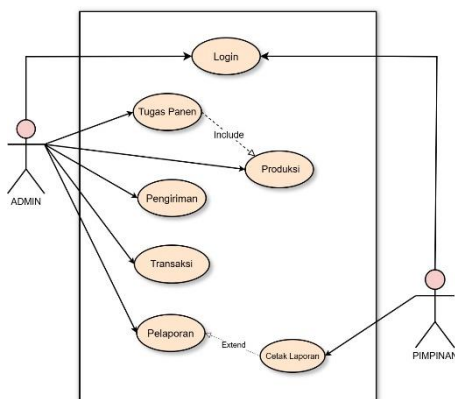 Login
Tugas Panen
Include
Produksi
ADMIN
Pengiriman
Transaksi
Pelaporan
Extend
Cetak Laporan
PIMPINAN